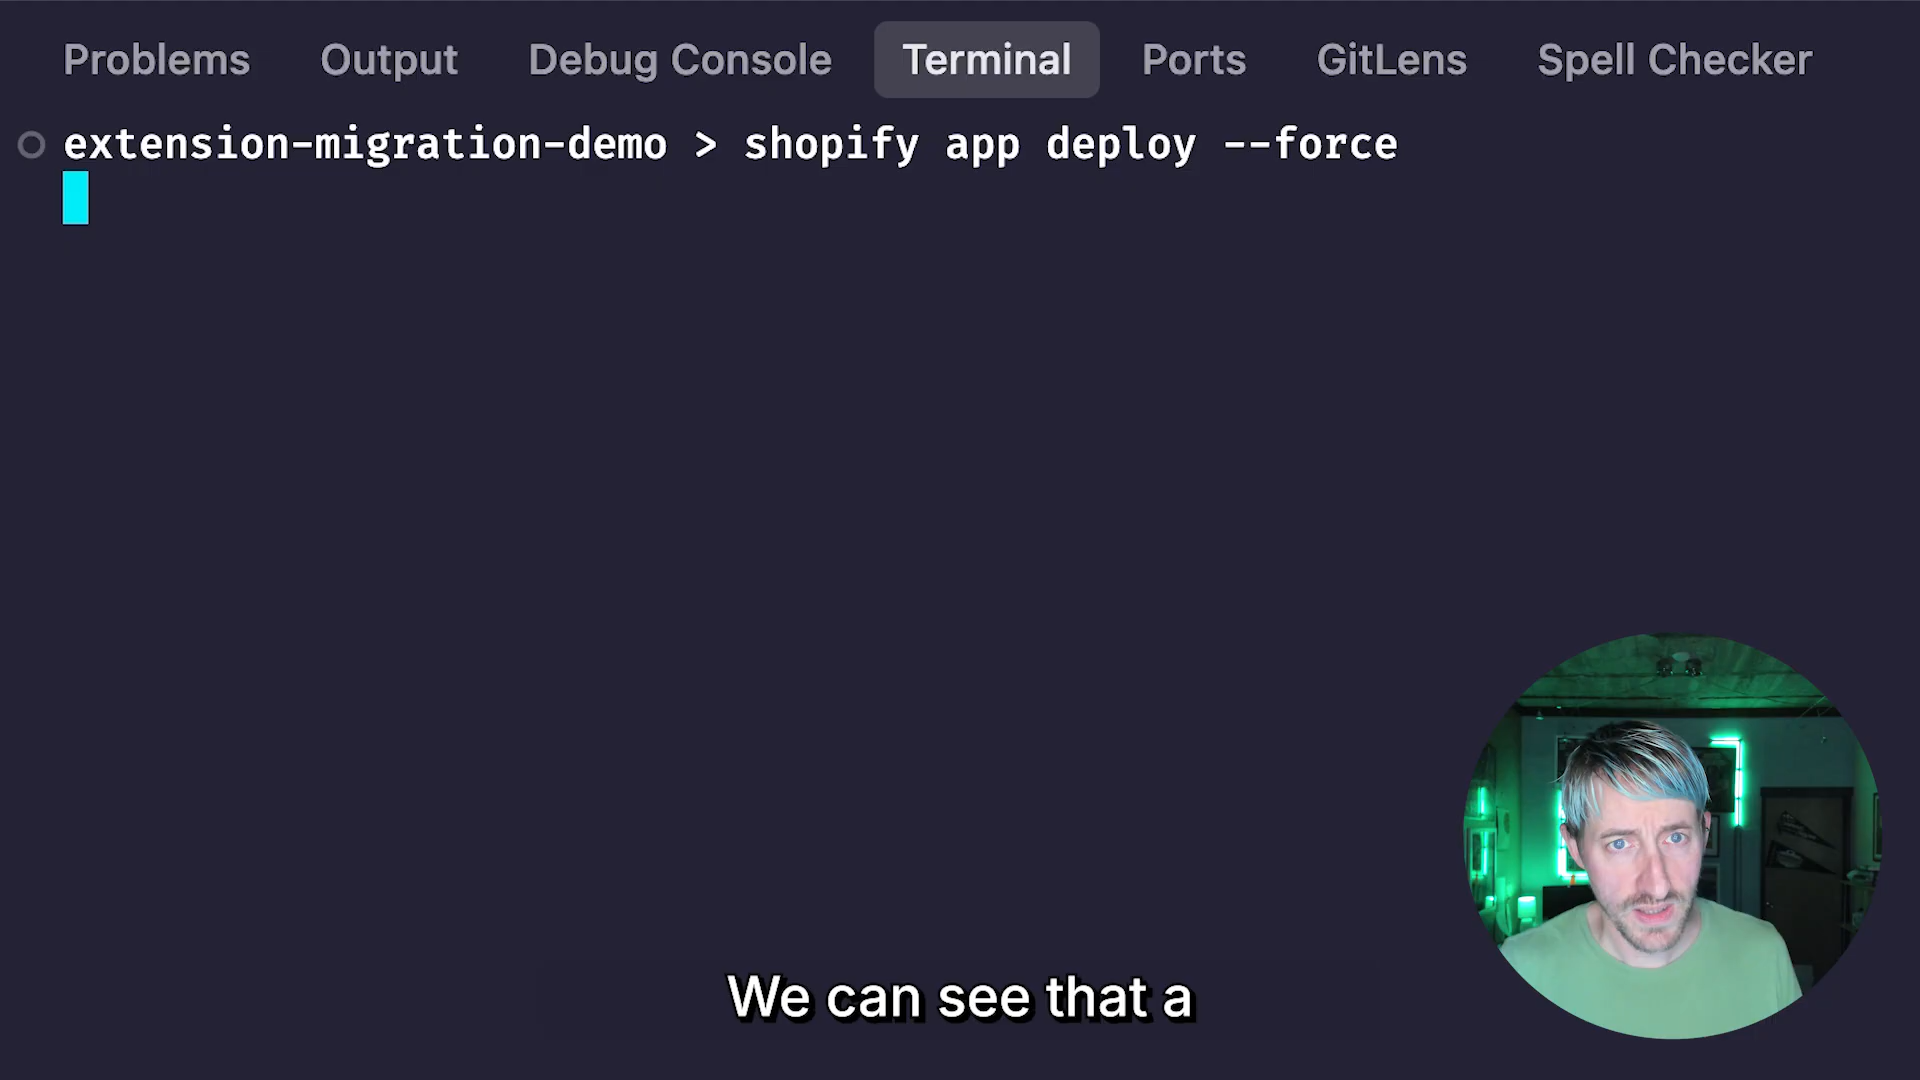 Problems Output Debug Console Terminal Ports GitLens Spell Checker
extension-migration-demo > shopify app deploy --force
We can see that a